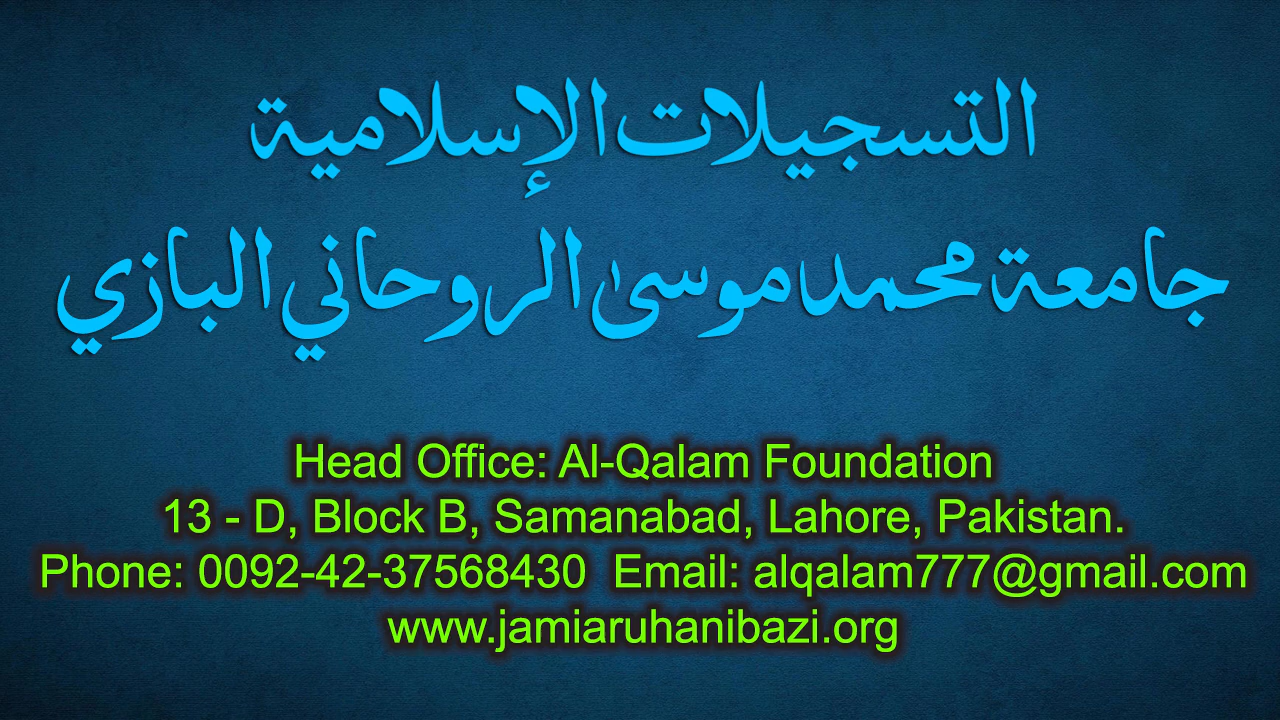 التسجيلات الإسلامية
جامعة محمد موسىٰ الروحاني البازي
Head Office: Al-Qalam Foundation
13 - D, Block B, Samanabad, Lahore, Pakistan.
Phone: 0092-42-37568430  Email: alqalam777@gmail.com
www.jamiaruhanibazi.org